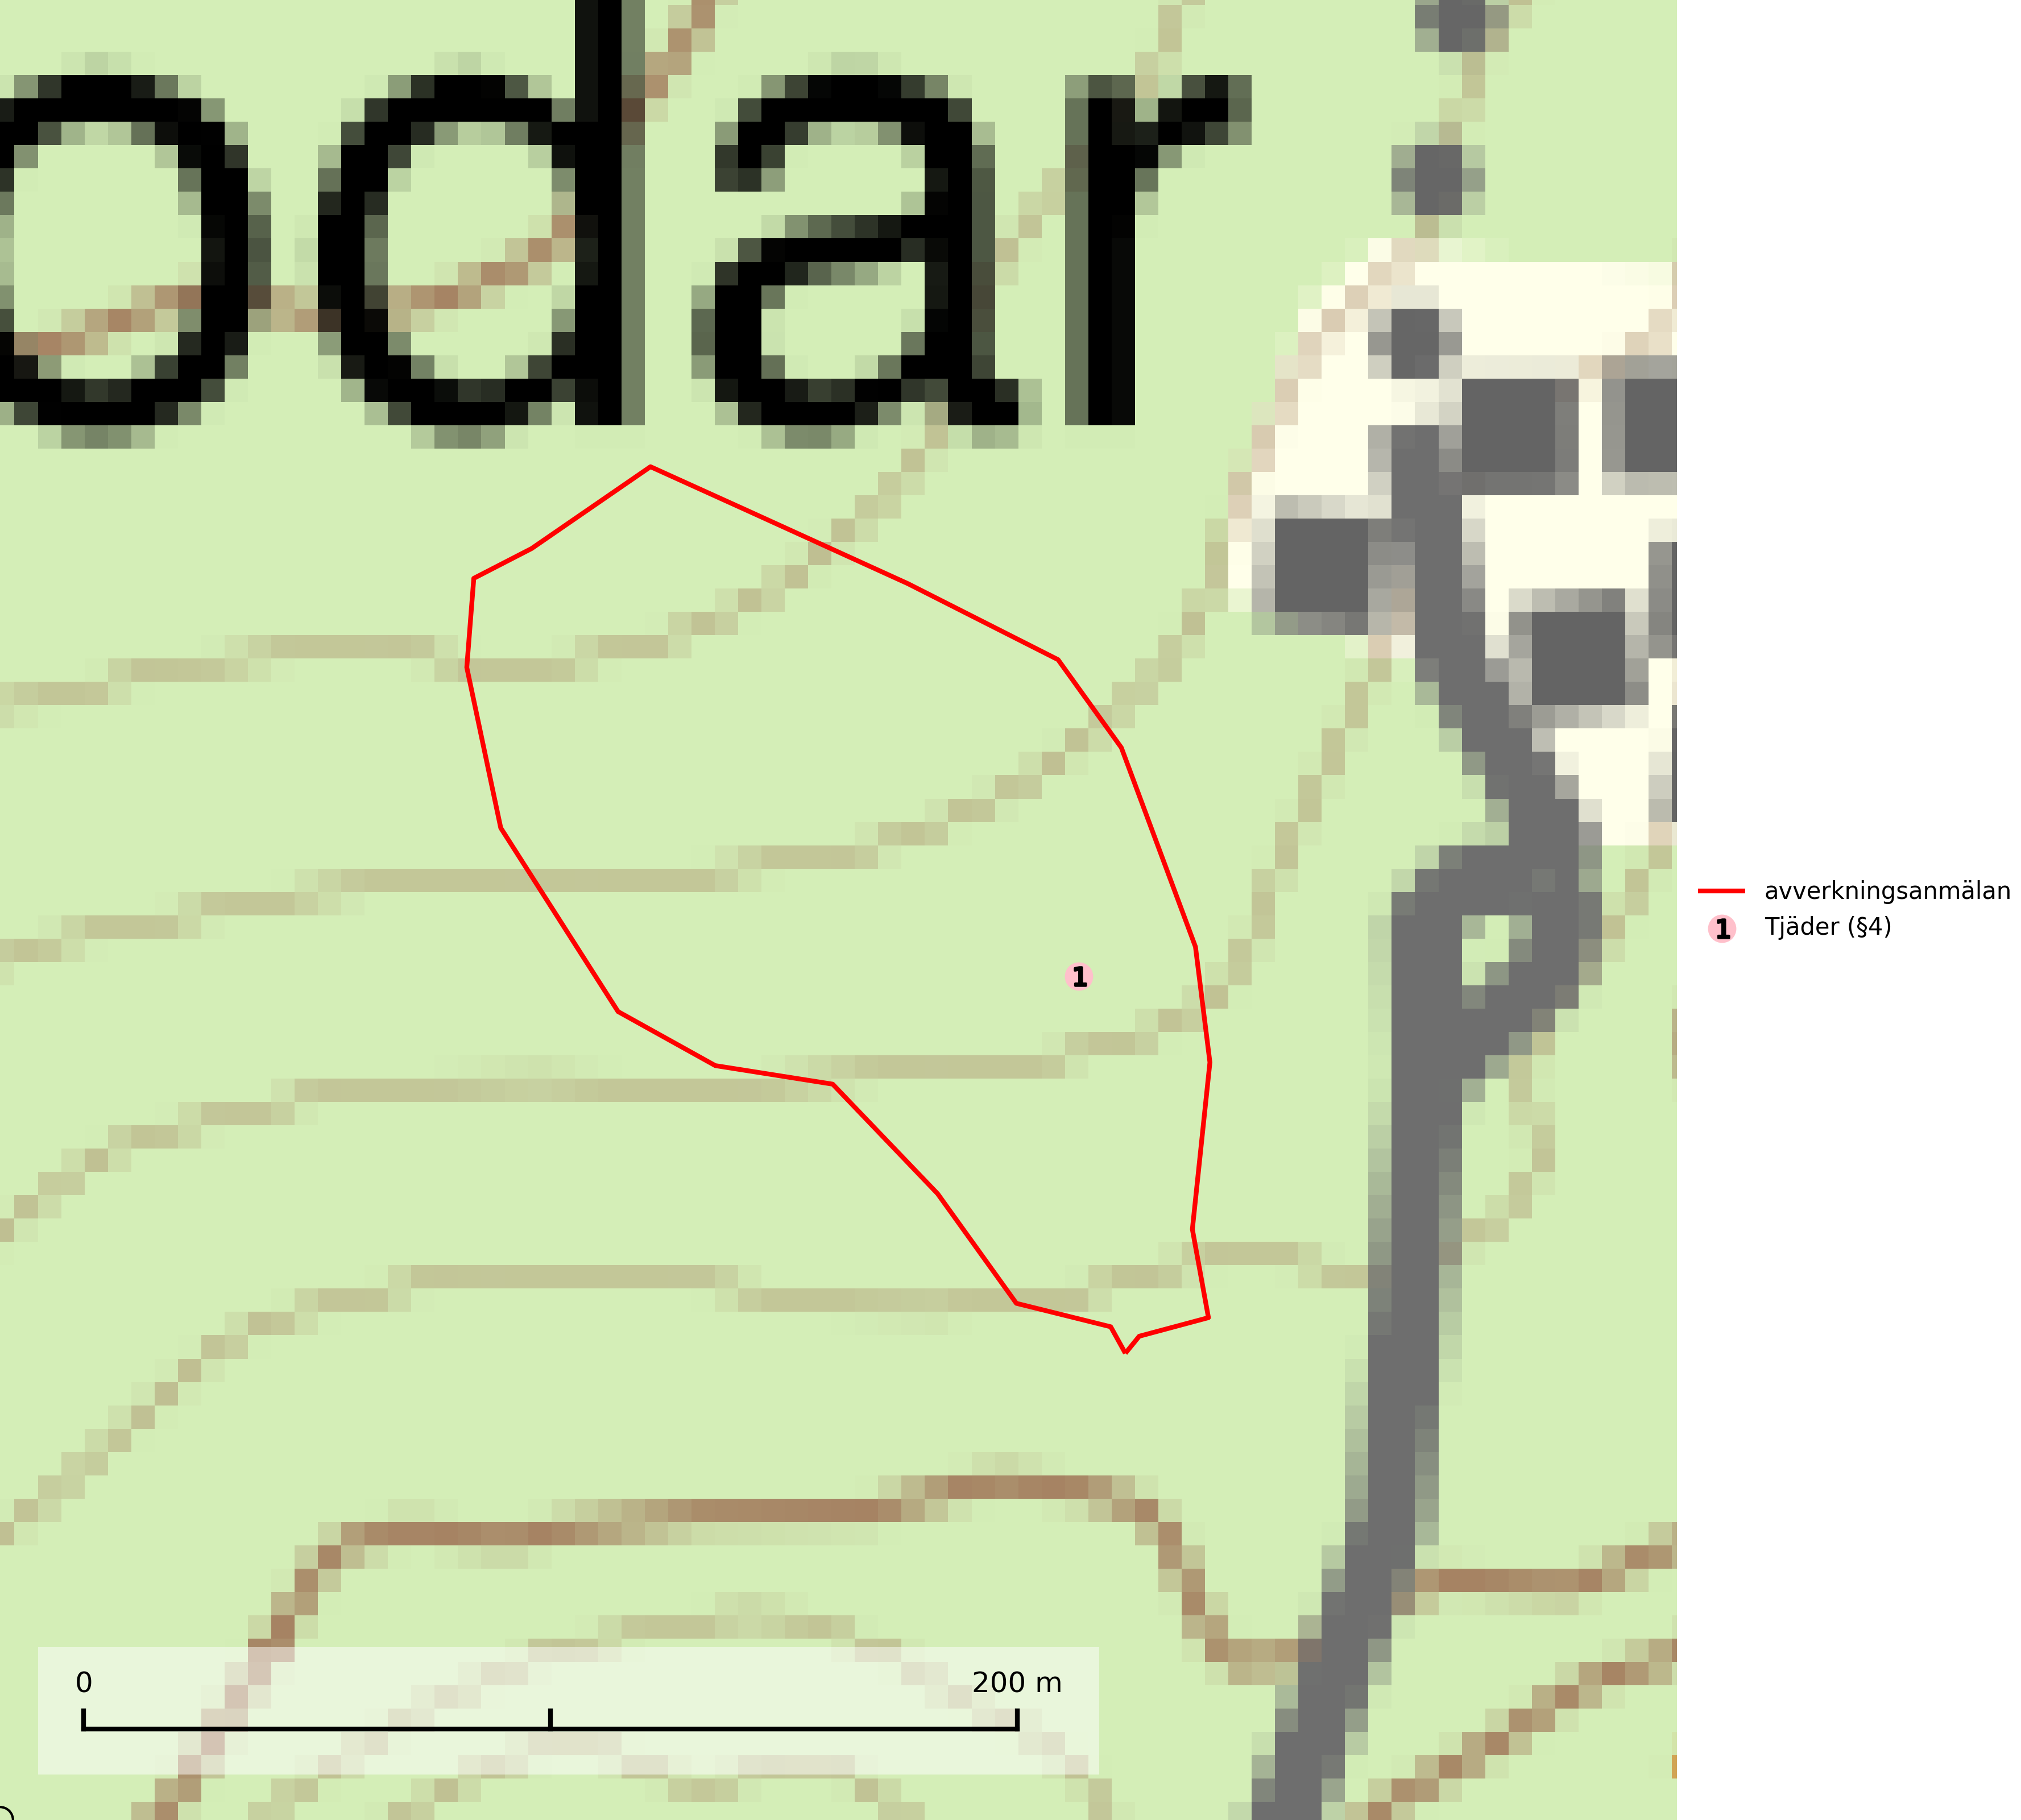 odar
1
avverkningsanmälan
1 Tjäder (§4)
0 200 m